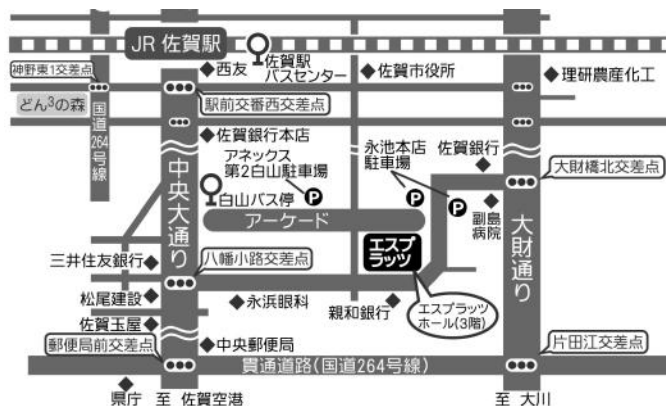 JR 佐賀駅
佐賀駅
バスセンター
神野東1交差点
西友
佐賀市役所
理研農産化工
どん3の森
国道264号線
駅前交番西交差点
佐賀銀行本店
アネックス
第2白山駐車場
P
永池本店
駐車場
P
佐賀銀行
P
大財橋北交差点
中央大通り
白山バス停
アーケード
副島
病院
大財通り
エスプ
ラッツ
三井住友銀行
八幡小路交差点
松尾建設
永浜眼科
親和銀行
エスプラッツ
ホール(3階)
佐賀玉屋
郵便局前交差点
中央郵便局
片田江交差点
貫通道路(国道264号線)
県庁
至 佐賀空港
至 大川